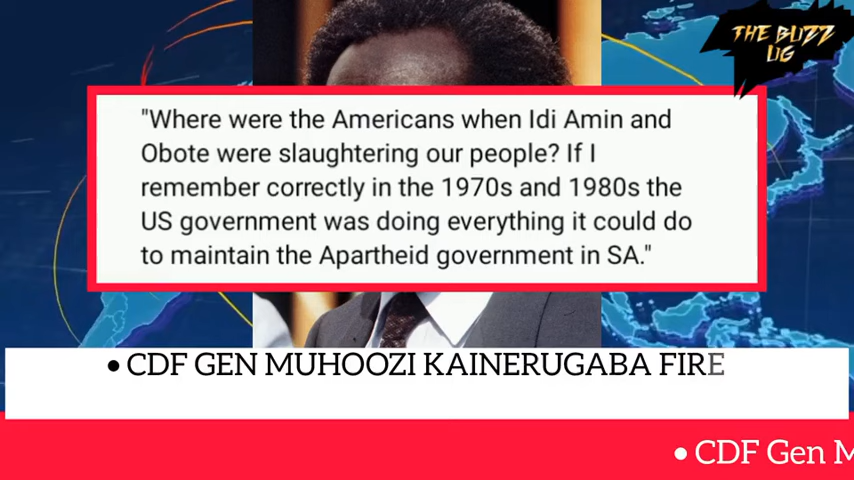 THE BUZZ
UG
"Where were the Americans when Idi Amin and
Obote were slaughtering our people? If I
remember correctly in the 1970s and 1980s the
US government was doing everything it could do
to maintain the Apartheid government in SA."
• CDF GEN MUHOOZI KAINERUGABA FIRE
• CDF Gen M